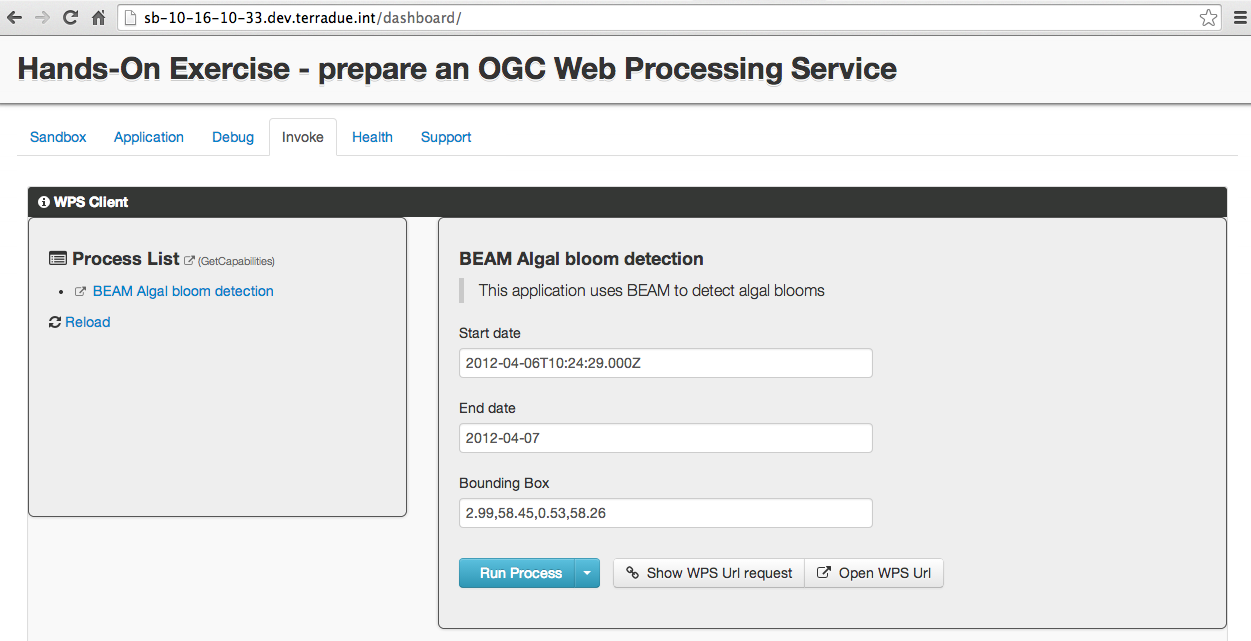 sb-10-16-10-33.dev.terradue.int/dashboard/
Hands-On Exercise - prepare an OGC Web Processing Service
Sandbox Application Debug Invoke Health Support
WPS Client
Process List (GetCapabilities)
BEAM Algal bloom detection
Reload
BEAM Algal bloom detection
This application uses BEAM to detect algal blooms
Start date
2012-04-06T10:24:29.000Z
End date
2012-04-07
Bounding Box
2.99,58.45,0.53,58.26
Run Process Show WPS Url request Open WPS Url